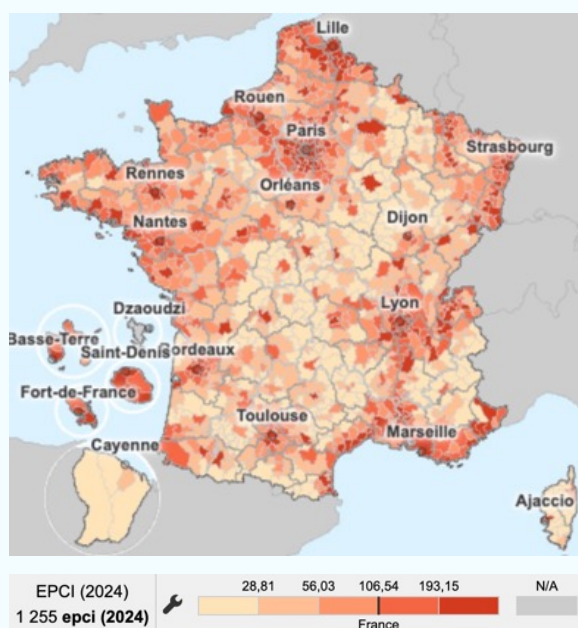 Lille
Rouen
Paris
Strasbourg
Rennes
Orléans
Nantes
Dijon
Dzaoudzi
Lyon
Basse-Terre
Saint-Denis
Bordeaux
Fort-de-France
Toulouse
Marseille
Cayenne
Ajaccio
EPCI (2024)
1 255 epci (2024)
28,81 56,03 106,54 193,15
France
N/A